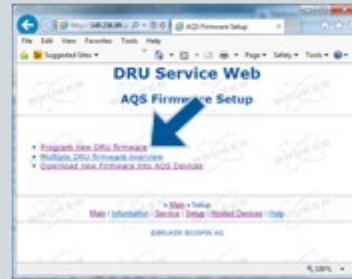 AQS Firmware Setup
File Edit View Favorites Tools Help
Suggested Sites
Page Safety Tools
DRU Service Web
AQS Firmware Setup
Program new DRU firmware
Multiple DRU firmware overview
Download new Firmware into AQS Devices
Main Setup
Main | Information | Service | Setup | Hosted Devices | Help
BRUKER BIOSPIN AG